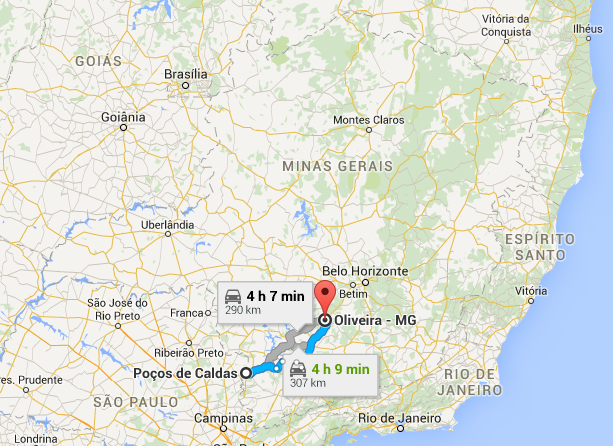 Vitória da
Conquista
Ilhéus
GOIÁS
Brasília
Goiânia
Montes Claros
MINAS GERAIS
Uberlândia
ESPÍRITO
SANTO
Belo Horizonte
Betim
4 h 7 min
290 km
Vitória
São José do
Rio Preto
Franca
Oliveira - MG
Ribeirão Preto
4 h 9 min
307 km
Poços de Caldas
res. Prudente
RIO DE
JANEIRO
SÃO PAULO
Campinas
Rio de Janeiro
Londrina